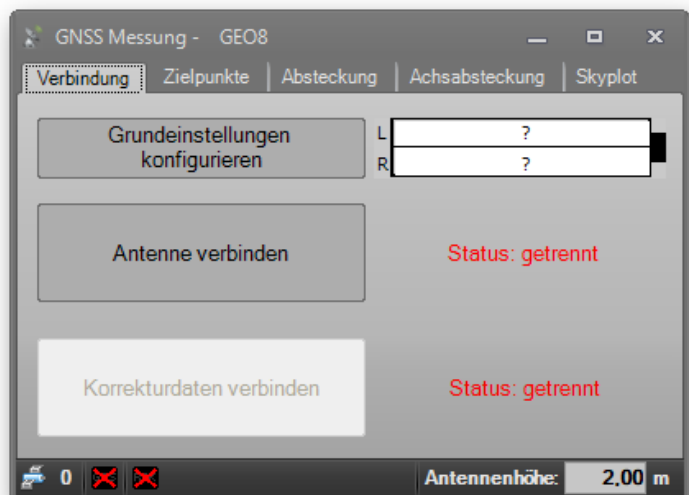 GNSS Messung - GEO8
Verbindung Zielpunkte Absteckung Achsabsteckung Skyplot
Grundeinstellungen
konfigurieren
L ?
R ?
Antenne verbinden
Status: getrennt
Korrekturdaten verbinden
Status: getrennt
0 Antennenhöhe: 2,00 m